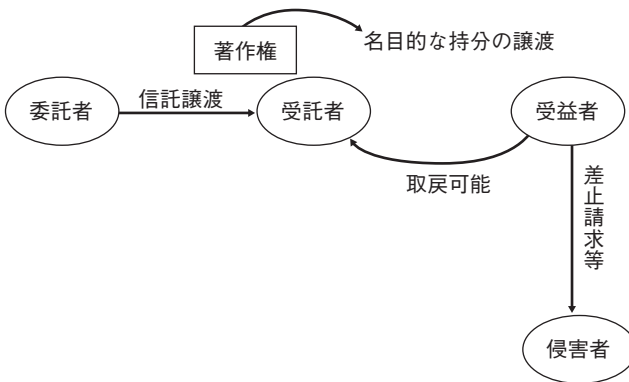 著作権
名目的な持分の譲渡
委託者
信託譲渡
受託者
受益者
取戻可能
差止請求等
侵害者